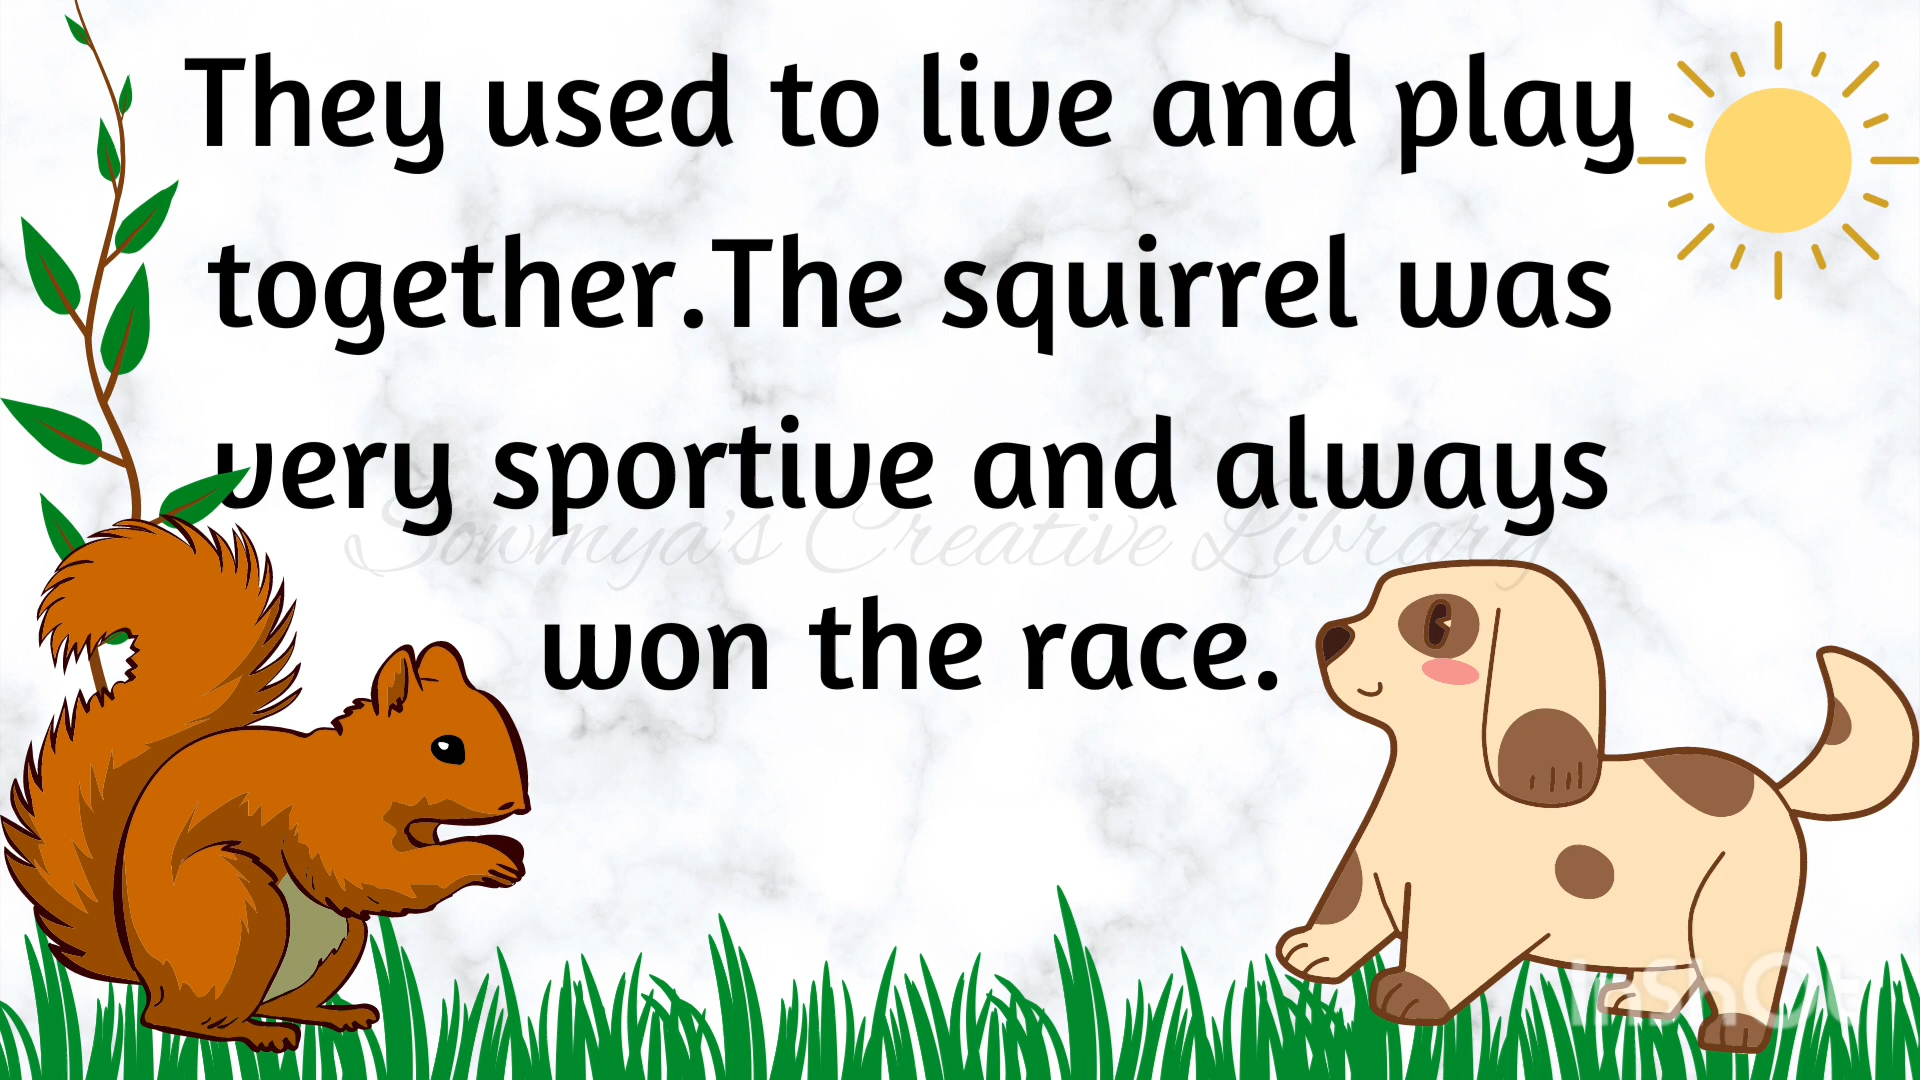 They used to live and play
together.The squirrel was
very sportive and always
Sowmya's Creative Library
won the race.
InShOt